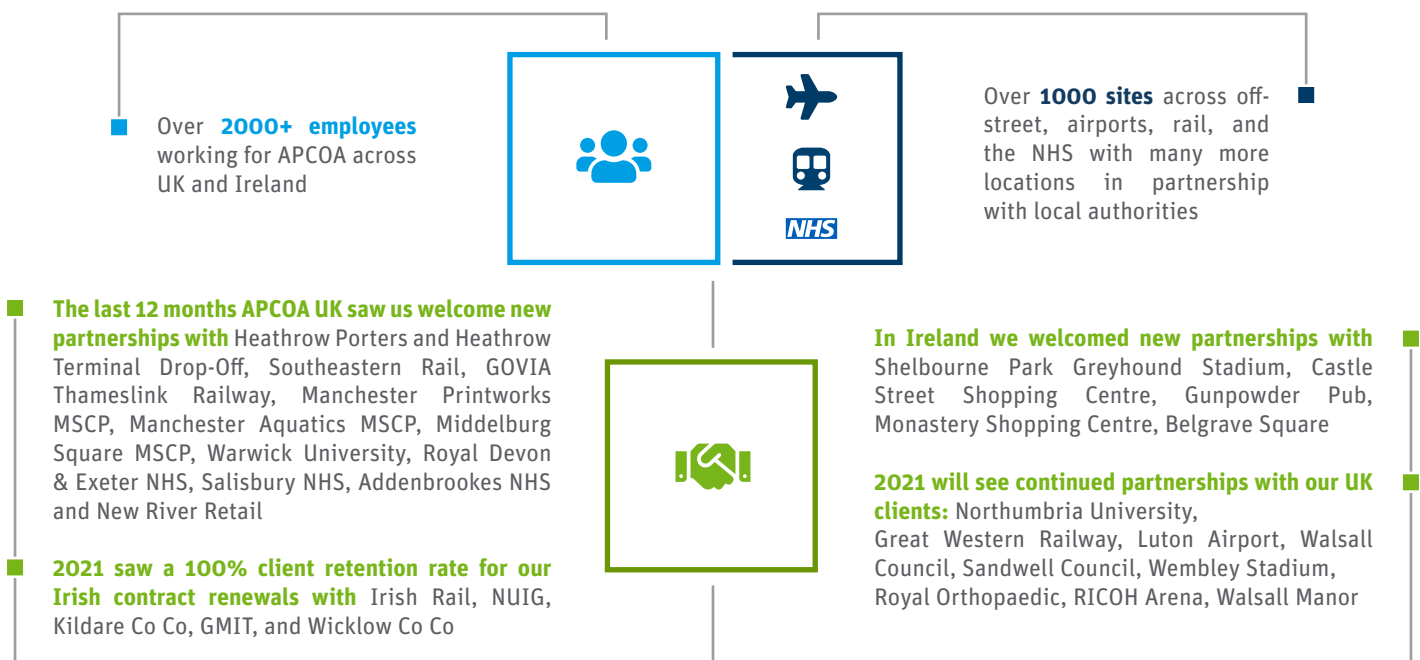 Over 2000+ employees
working for APCOA across
UK and Ireland
NHS
Over 1000 sites across off-
street, airports, rail, and
the NHS with many more
locations in partnership
with local authorities
The last 12 months APCOA UK saw us welcome new
partnerships with Heathrow Porters and Heathrow
Terminal Drop-Off, Southeastern Rail, GOVIA
Thameslink Railway, Manchester Printworks
MSCP, Manchester Aquatics MSCP, Middelburg
Square MSCP, Warwick University, Royal Devon
& Exeter NHS, Salisbury NHS, Addenbrookes NHS
and New River Retail
2021 saw a 100% client retention rate for our
Irish contract renewals with Irish Rail, NUIG,
Kildare Co Co, GMIT, and Wicklow Co Co
In Ireland we welcomed new partnerships with
Shelbourne Park Greyhound Stadium, Castle
Street Shopping Centre, Gunpowder Pub,
Monastery Shopping Centre, Belgrave Square
2021 will see continued partnerships with our UK
clients: Northumbria University,
Great Western Railway, Luton Airport, Walsall
Council, Sandwell Council, Wembley Stadium,
Royal Orthopaedic, RICOH Arena, Walsall Manor